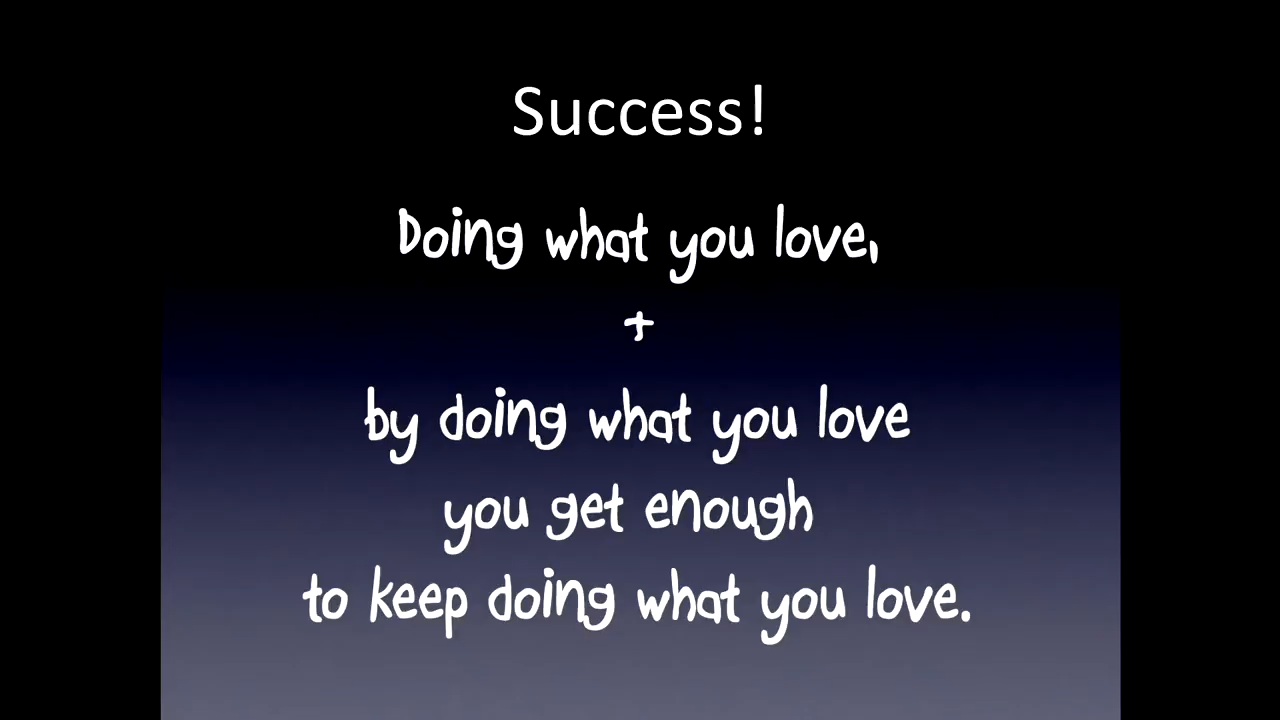 Success!
Doing what you love,
+
by doing what you love
you get enough
to keep doing what you love.